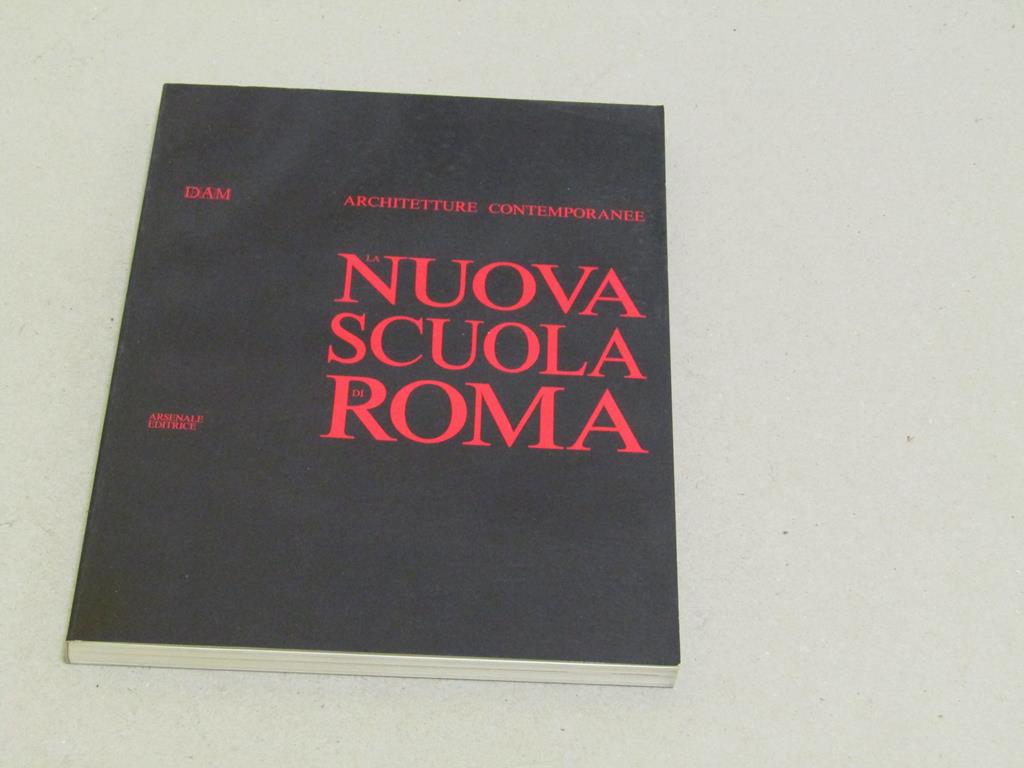 DAM
ARCHITETTURE CONTEMPORANEE
LA NUOVA
SCUOLA
DI ROMA
ARSENALE
EDITRICE